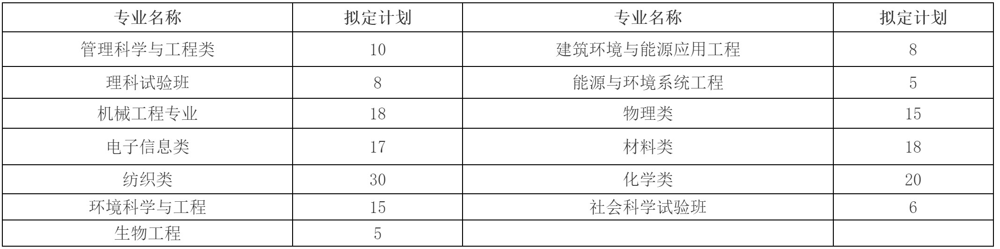 专业名称 拟定计划 专业名称 拟定计划
管理科学与工程类 10 建筑环境与能源应用工程 8
理科试验班 8 能源与环境系统工程 5
机械工程专业 18 物理类 15
电子信息类 17 材料类 18
纺织类 30 化学类 20
环境科学与工程 15 社会科学试验班 6
生物工程 5